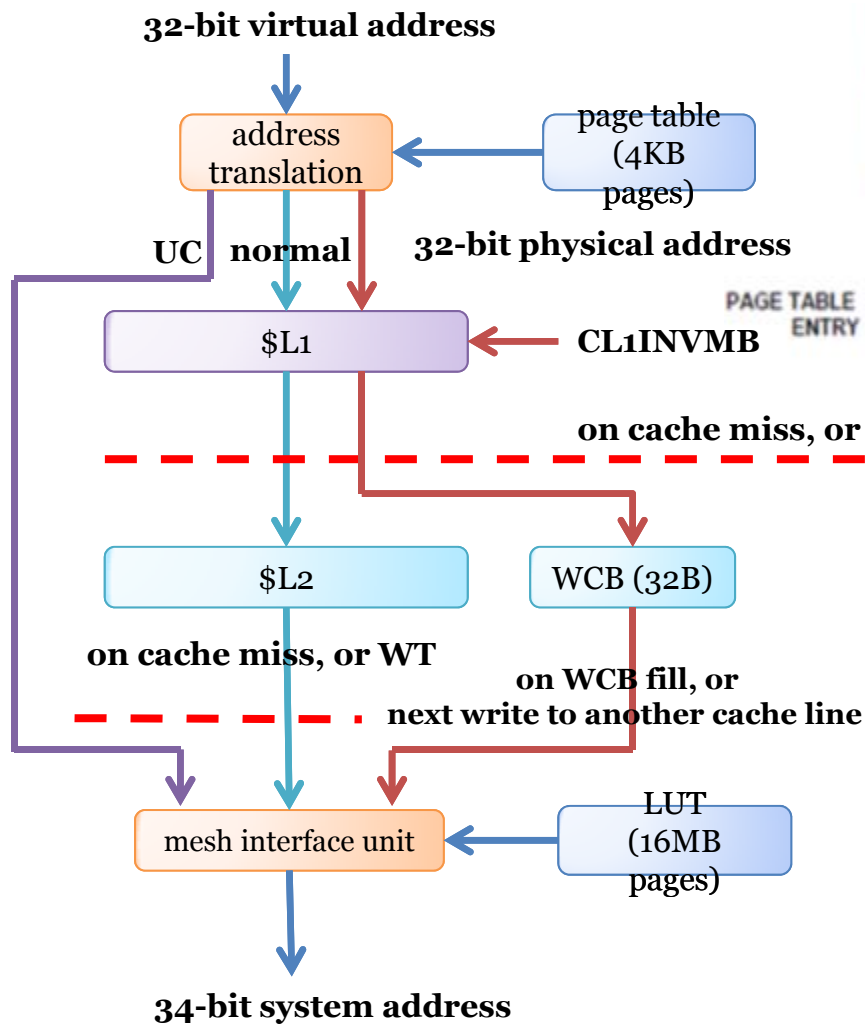 32-bit virtual address
address
translation
page table
(4KB
pages)
UC normal
32-bit physical address
PAGE TABLE
ENTRY
$L1
CL1INVMB
on cache miss, or
$L2
WCB (32B)
on cache miss, or WT
on WCB fill, or
next write to another cache line
mesh interface unit
LUT
(16MB
pages)
34-bit system address